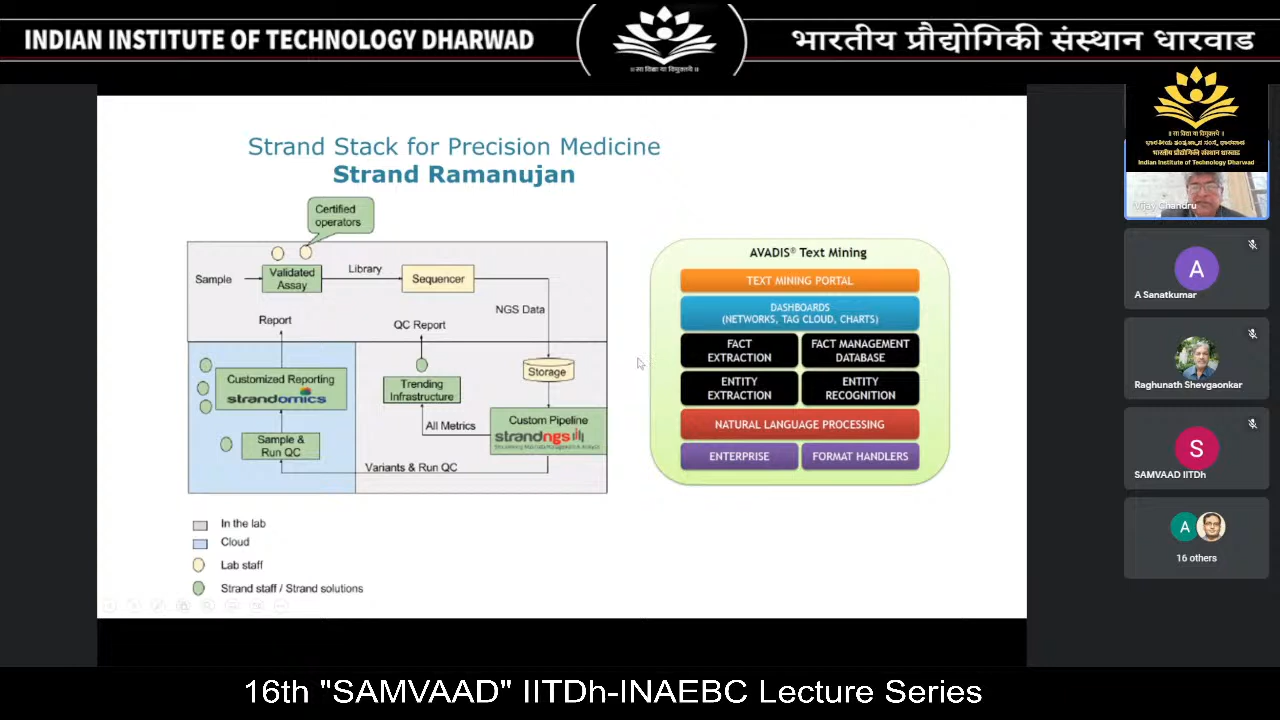 INDIAN INSTITUTE OF TECHNOLOGY DHARWAD
॥ सा विद्या या विमुक्तये ॥
भारतीय प्रौद्योगिकी संस्थान धारवाड
॥ सा विद्या या विमुक्तये ॥
भारतीय प्रौद्योगिकी संस्थान धारवाड
Indian Institute of Technology Dharwad
Vijay Chandru
A
A Sanatkumar
Raghunath Shevgaonkar
S
SAMVAAD IITDh
A
16 others
Strand Stack for Precision Medicine
Strand Ramanujan
Certified
operators
Sample
Validated
Assay
Library
Sequencer
NGS Data
Report
QC Report
Storage
Customized Reporting
strandomics
Trending
Infrastructure
All Metrics
Custom Pipeline
strandngs
Sample &
Run QC
Variants & Run QC
In the lab
Cloud
Lab staff
Strand staff / Strand solutions
AVADIS® Text Mining
TEXT MINING PORTAL
DASHBOARDS
(NETWORKS, TAG CLOUD, CHARTS)
FACT
EXTRACTION
FACT MANAGEMENT
DATABASE
ENTITY
EXTRACTION
ENTITY
RECOGNITION
NATURAL LANGUAGE PROCESSING
ENTERPRISE
FORMAT HANDLERS
16th "SAMVAAD" IITDh-INAEBC Lecture Series